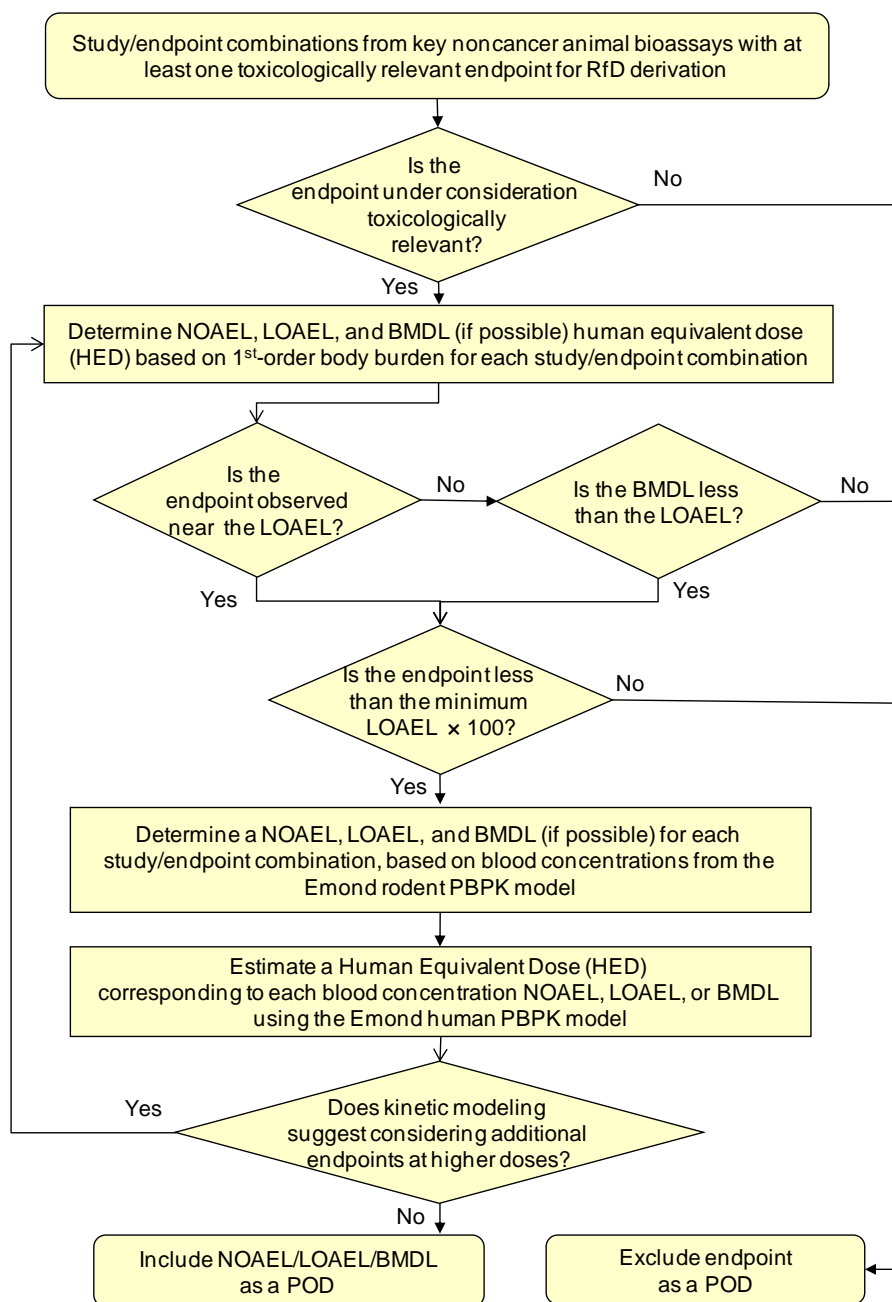 Study/endpoint combinations from key noncancer animal bioassays with at
least one toxicologically relevant endpoint for RfD derivation
Is the
endpoint under consideration
toxicologically
relevant?
No
Yes
Determine NOAEL, LOAEL, and BMDL (if possible) human equivalent dose
(HED) based on 1st-order body burden for each study/endpoint combination
Is the
endpoint observed
near the LOAEL?
No
Is the BMDL less
than the LOAEL?
No
Yes
Yes
Is the endpoint less
than the minimum
LOAEL × 100?
No
Yes
Determine a NOAEL, LOAEL, and BMDL (if possible) for each
study/endpoint combination, based on blood concentrations from the
Emond rodent PBPK model
Estimate a Human Equivalent Dose (HED)
corresponding to each blood concentration NOAEL, LOAEL, or BMDL
using the Emond human PBPK model
Yes
Does kinetic modeling
suggest considering additional
endpoints at higher doses?
No
Include NOAEL/LOAEL/BMDL
as a POD
Exclude endpoint
as a POD